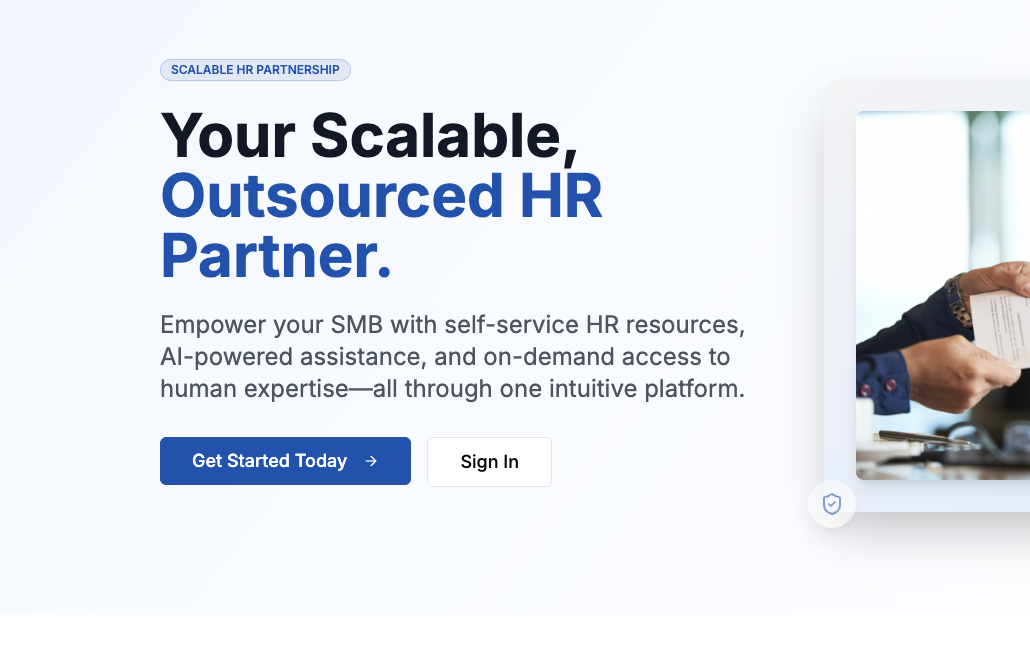 SCALABLE HR PARTNERSHIP
Your Scalable,
Outsourced HR
Partner.
Empower your SMB with self-service HR resources,
AI-powered assistance, and on-demand access to
human expertise—all through one intuitive platform.
Get Started Today →
Sign In